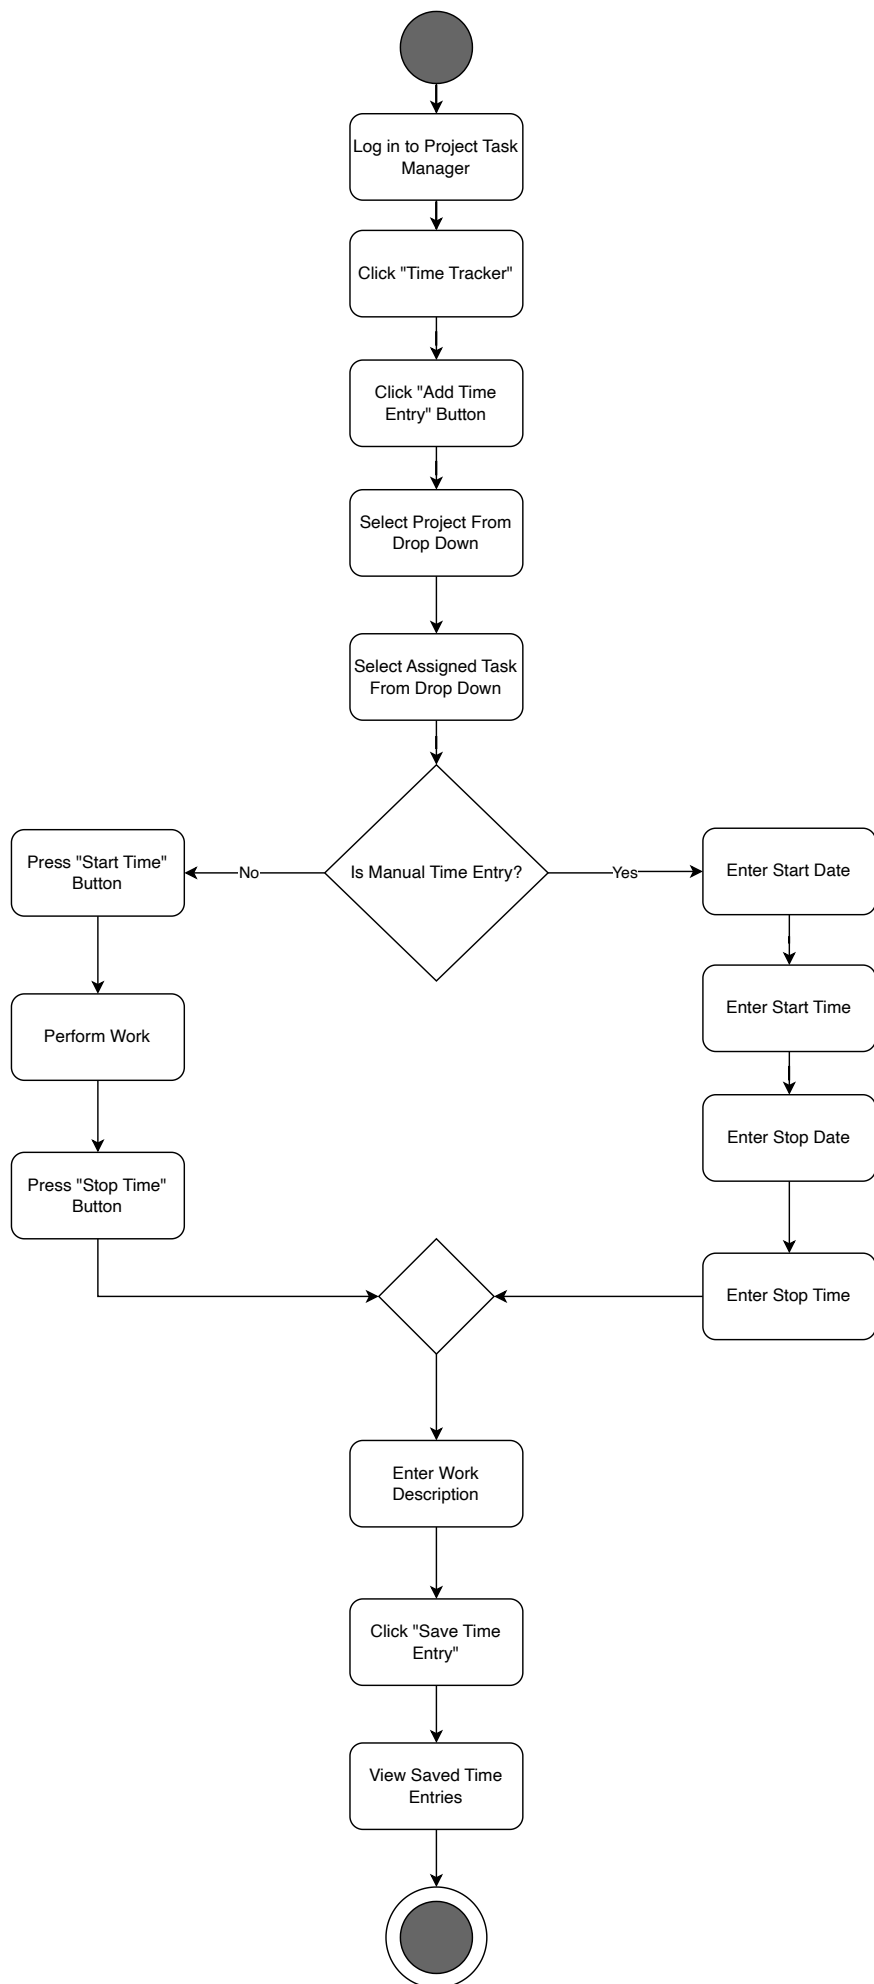 Log in to Project Task
Manager
Click "Time Tracker"
Click "Add Time
Entry" Button
Select Project From
Drop Down
Select Assigned Task
From Drop Down
Is Manual Time Entry?
No
Yes
Press "Start Time"
Button
Perform Work
Press "Stop Time"
Button
Enter Start Date
Enter Start Time
Enter Stop Date
Enter Stop Time
Enter Work
Description
Click "Save Time
Entry"
View Saved Time
Entries